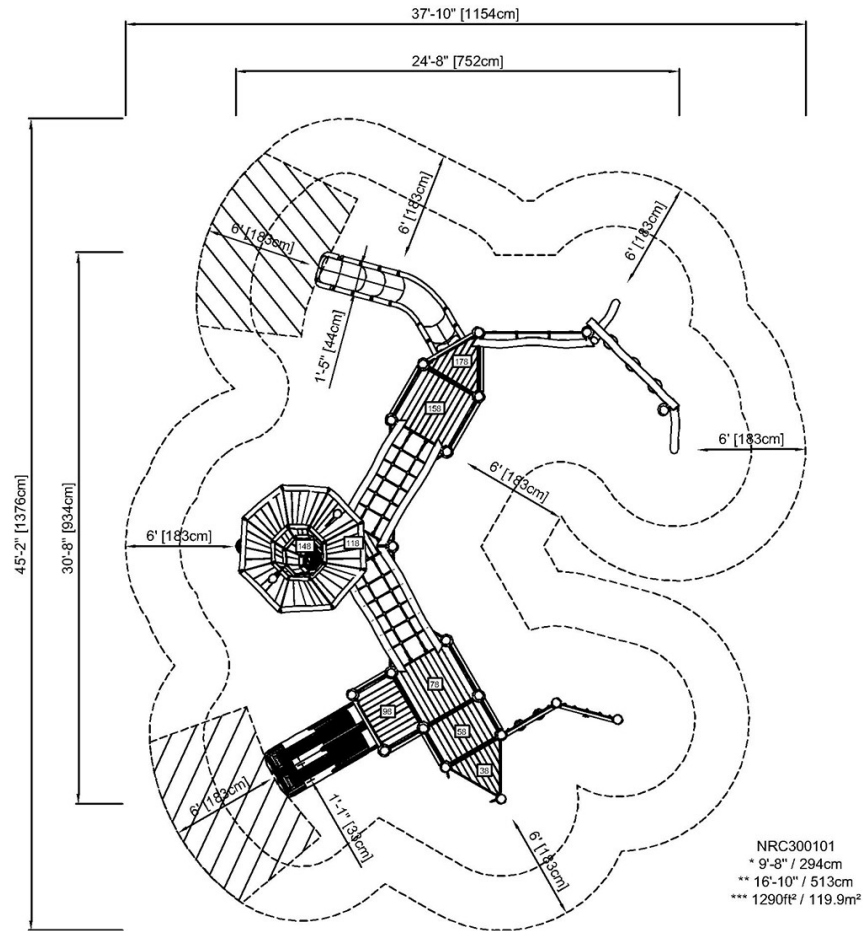 37'-10" [1154cm]
24'-8" [752cm]
6' [183cm]
6' [183cm]
6' [183cm]
1'-5" [44cm]
178
158
6' [183cm]
6' [183cm]
45'-2" [1376cm]
30'-8" [934cm]
6' [183cm]
148
118
78
98
58
38
6' [183cm]
1'-1" [33cm]
6' [183cm]
NRC300101
* 9'-8" / 294cm
** 16'-10" / 513cm
*** 1290ft² / 119.9m²